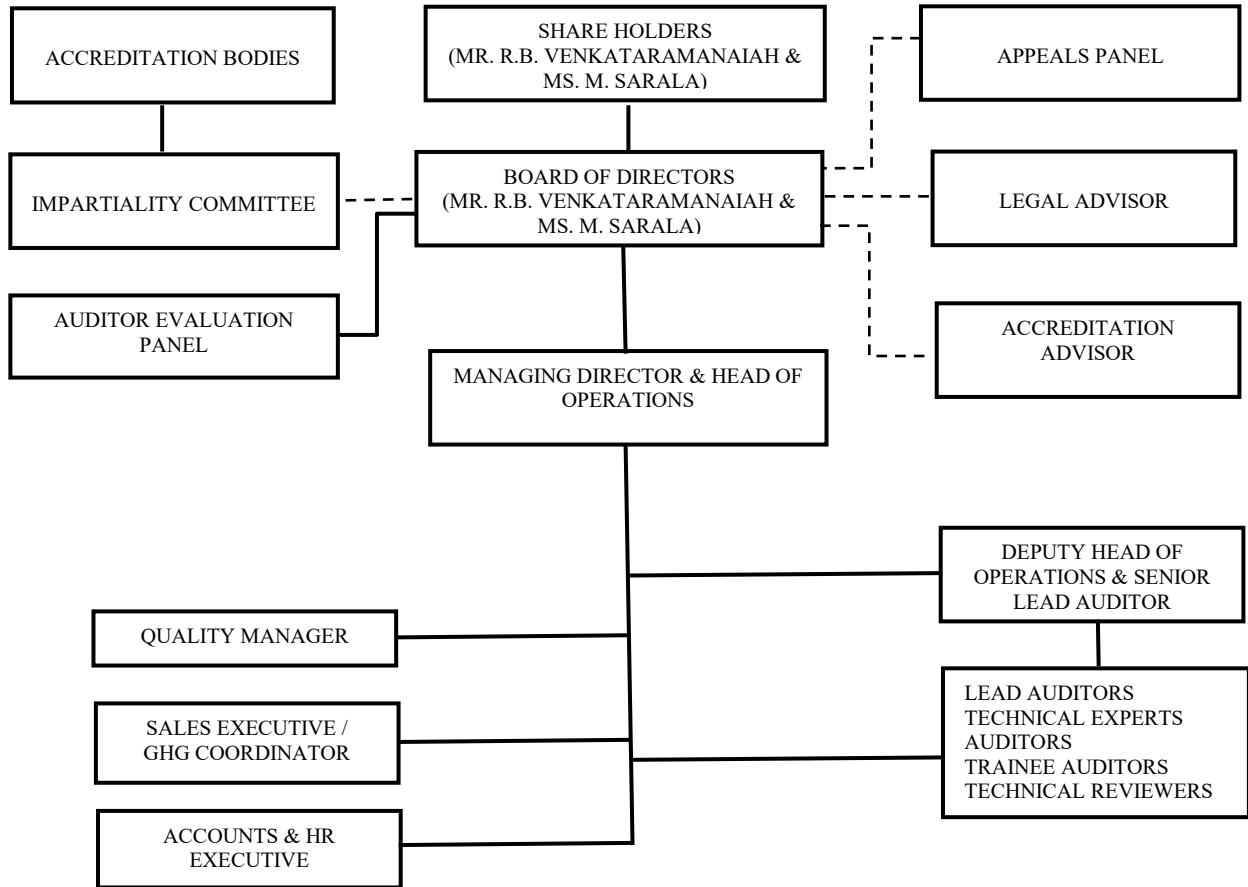 ACCREDITATION BODIES
SHARE HOLDERS
(MR. R.B. VENKATARAMANAIAH &
MS. M. SARALA)
APPEALS PANEL
IMPARTIALITY COMMITTEE
BOARD OF DIRECTORS
(MR. R.B. VENKATARAMANAIAH &
MS. M. SARALA)
LEGAL ADVISOR
AUDITOR EVALUATION
PANEL
ACCREDITATION
ADVISOR
MANAGING DIRECTOR & HEAD OF
OPERATIONS
DEPUTY HEAD OF
OPERATIONS & SENIOR
LEAD AUDITOR
QUALITY MANAGER
LEAD AUDITORS
TECHNICAL EXPERTS
AUDITORS
TRAINEE AUDITORS
TECHNICAL REVIEWERS
SALES EXECUTIVE /
GHG COORDINATOR
ACCOUNTS & HR
EXECUTIVE